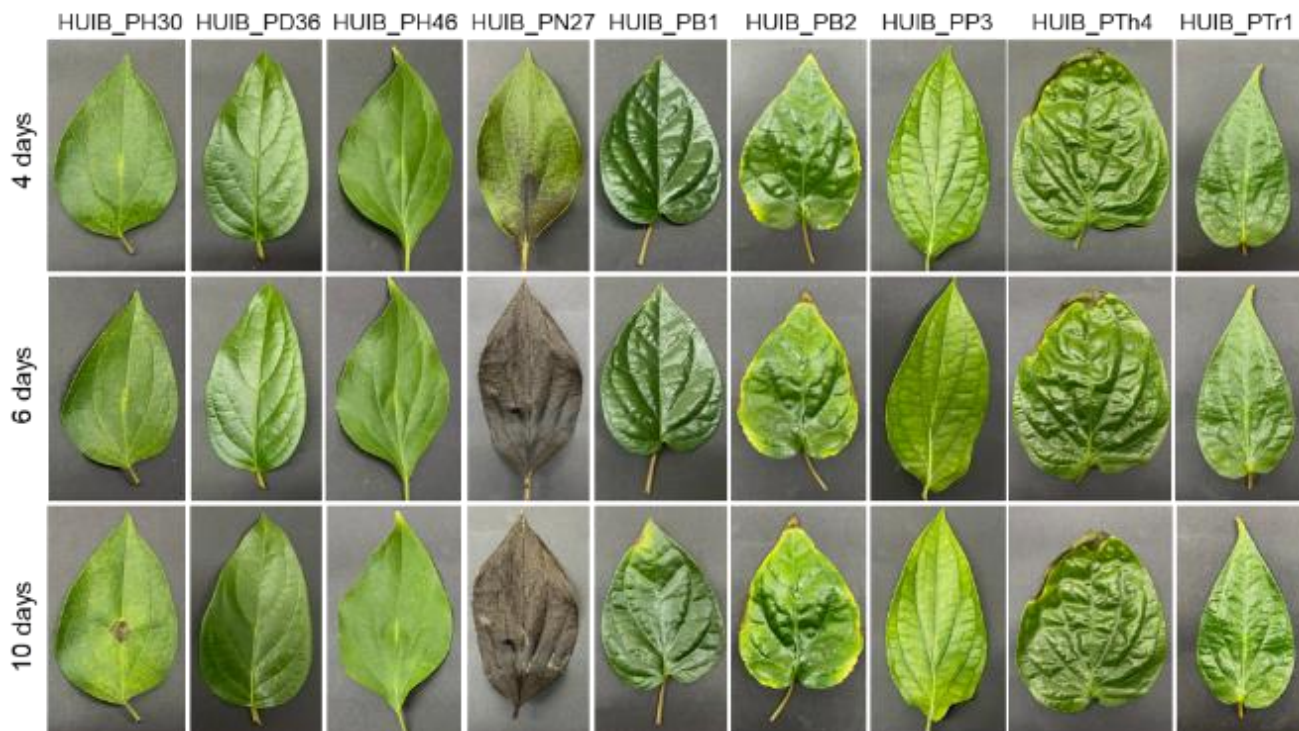 HUIB_PH30 HUIB_PD36 HUIB_PH46 HUIB_PN27 HUIB_PB1 HUIB_PB2 HUIB_PP3 HUIB_PTh4 HUIB_PTr1
4 days
6 days
10 days